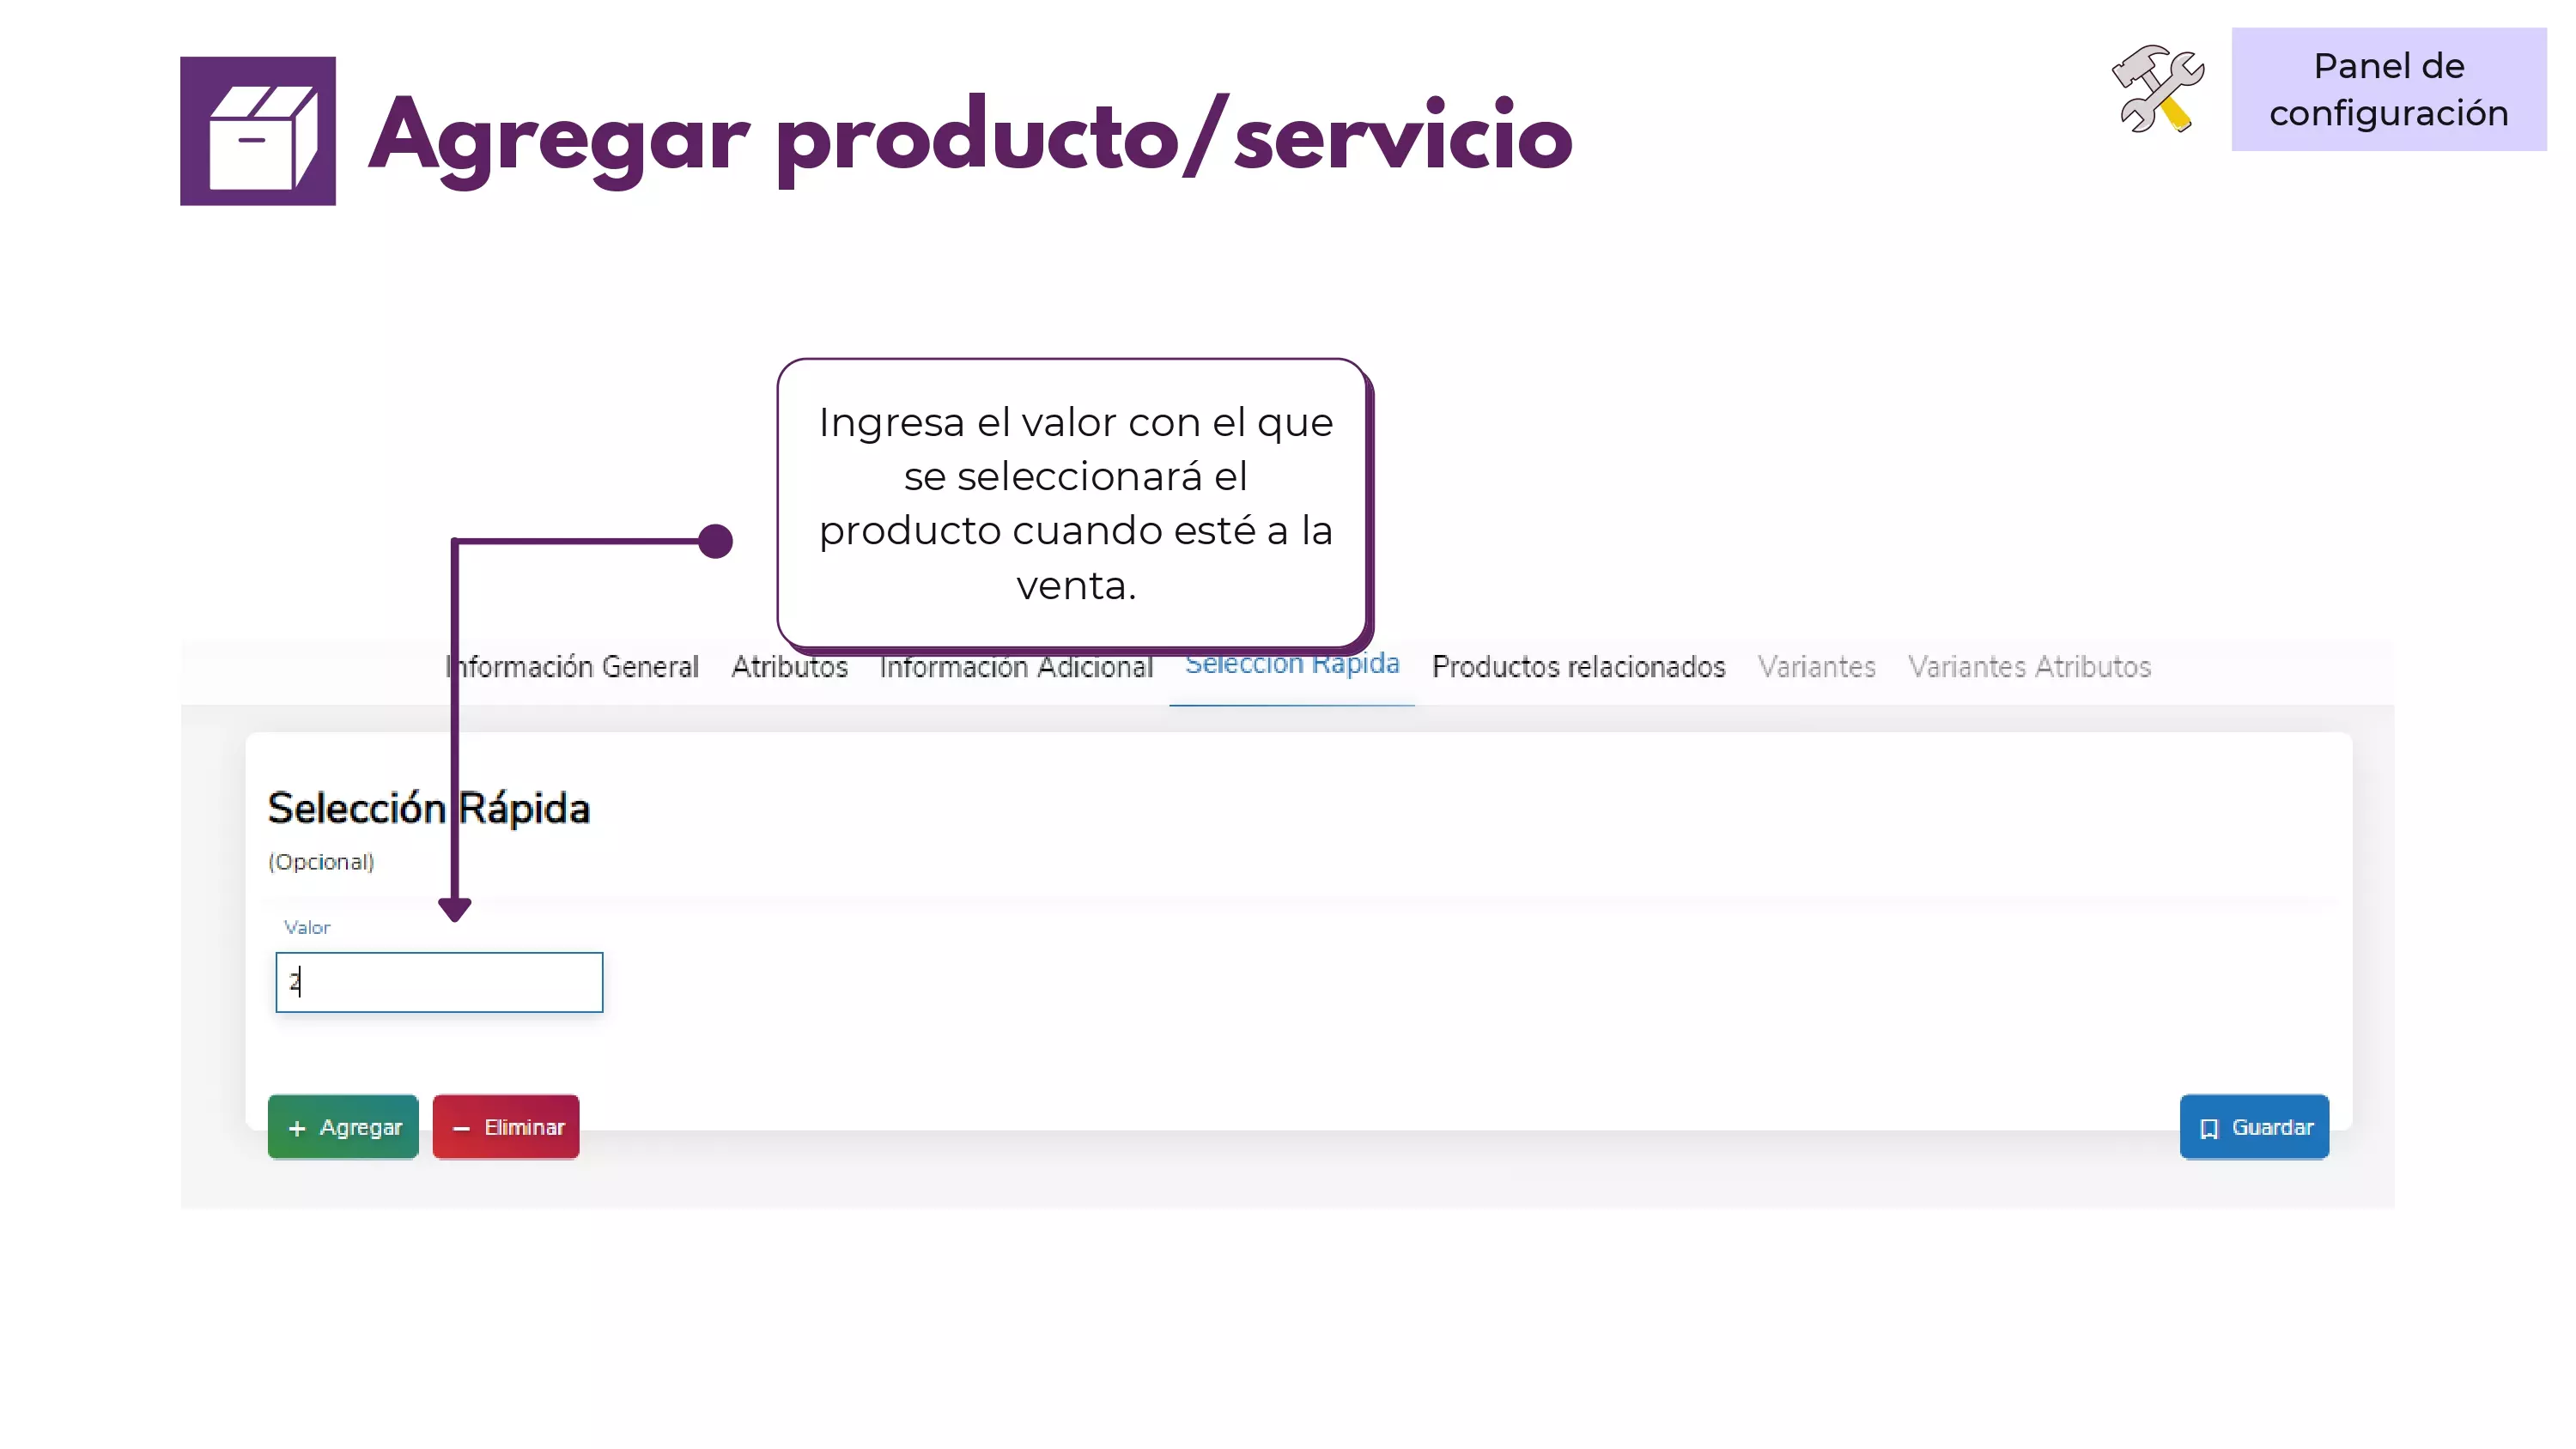 Agregar producto/servicio
Panel de
configuración
Ingresa el valor con el que
se seleccionará el
producto cuando esté a la
venta.
Información General Atributos Información Adicional Selección Rápida Productos relacionados Variantes Variantes Atributos
Selección Rápida
(Opcional)
Valor
2
+ Agregar − Eliminar Guardar